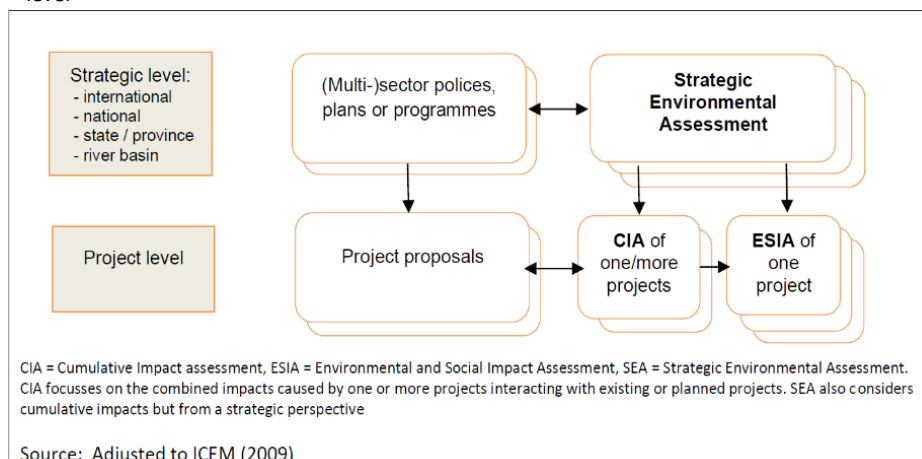 level
Strategic level:
- international
- national
- state / province
- river basin
(Multi-)sector polices,
plans or programmes
Strategic
Environmental
Assessment
Project level
Project proposals
CIA of
one/more
projects
ESIA of
one
project
CIA = Cumulative Impact assessment, ESIA = Environmental and Social Impact Assessment, SEA = Strategic Environmental Assessment.
CIA focusses on the combined impacts caused by one or more projects interacting with existing or planned projects. SEA also considers
cumulative impacts but from a strategic perspective
Source: Adjusted to ICEM (2009)